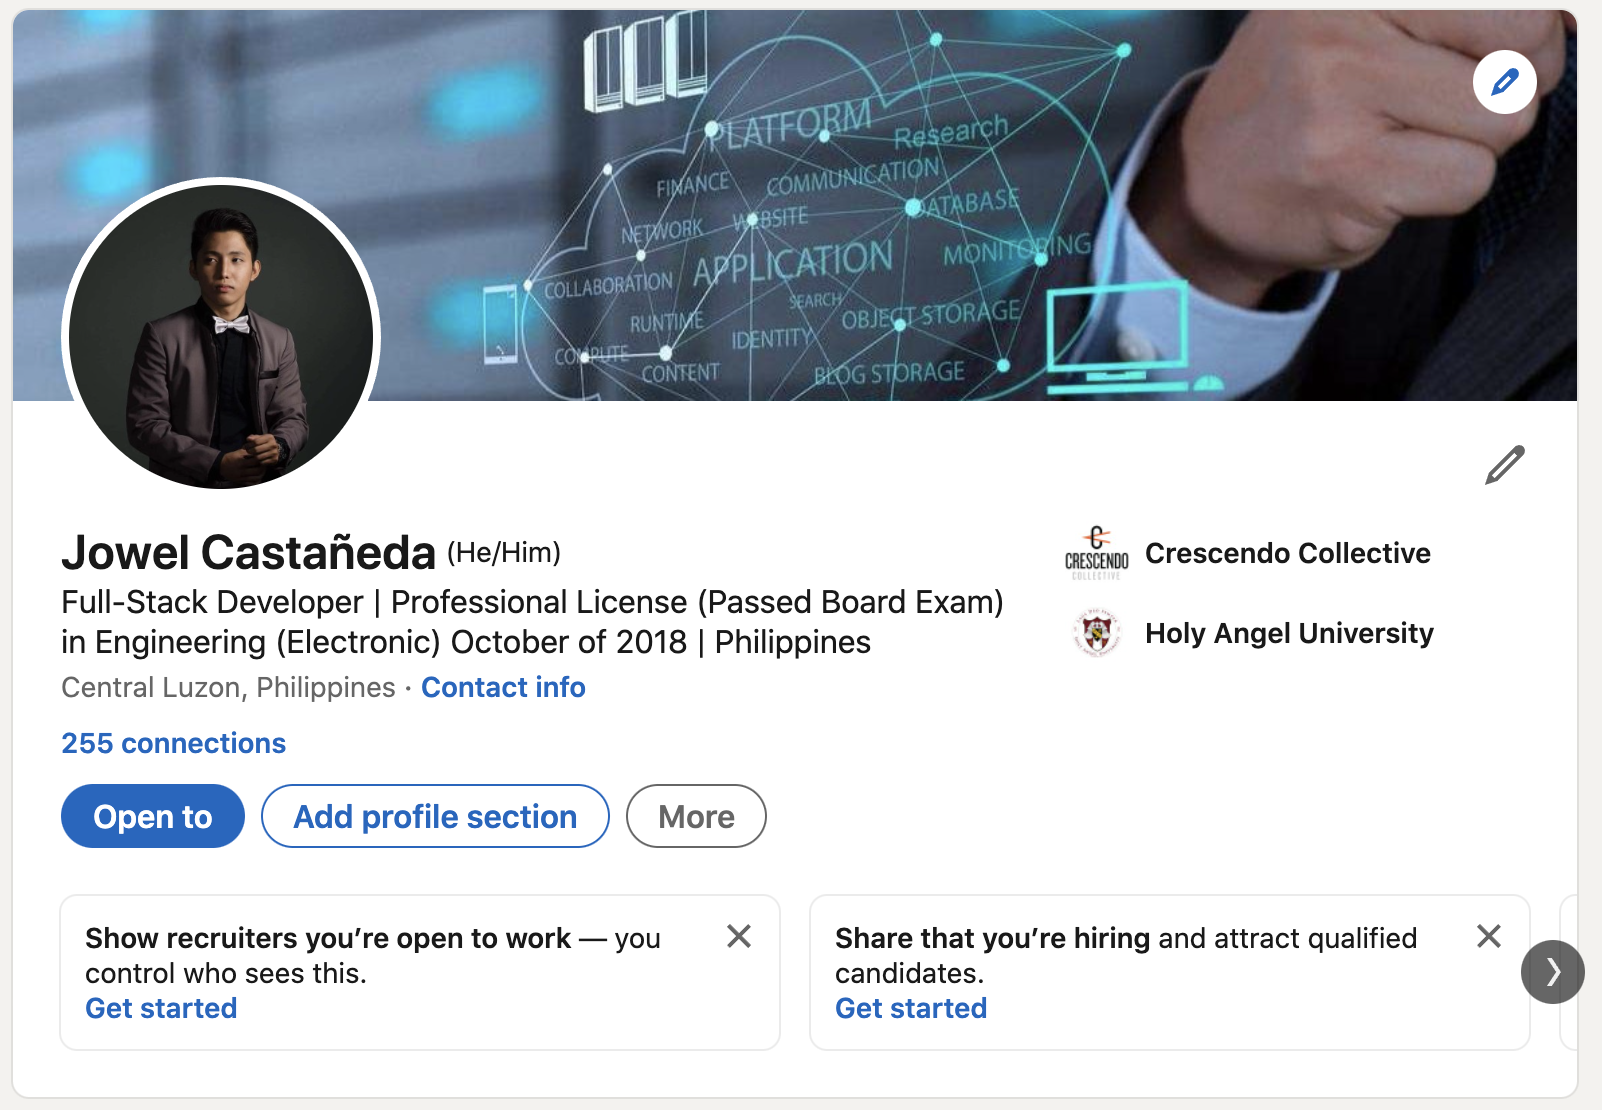 PLATFORM
Research
FINANCE
COMMUNICATION
NETWORK
WEBSITE
DATABASE
APPLICATION
MONITORING
COLLABORATION
SEARCH
RUNTIME
OBJECT STORAGE
IDENTITY
COMPUTE
CONTENT
BLOG STORAGE
Jowel Castañeda (He/Him)
Full-Stack Developer | Professional License (Passed Board Exam)
in Engineering (Electronic) October of 2018 | Philippines
Central Luzon, Philippines · Contact info
255 connections
CRESCENDO
COLLECTIVE
Crescendo Collective
Holy Angel University
Open to
Add profile section
More
Show recruiters you’re open to work — you
control who sees this.
Get started
Share that you’re hiring and attract qualified
candidates.
Get started